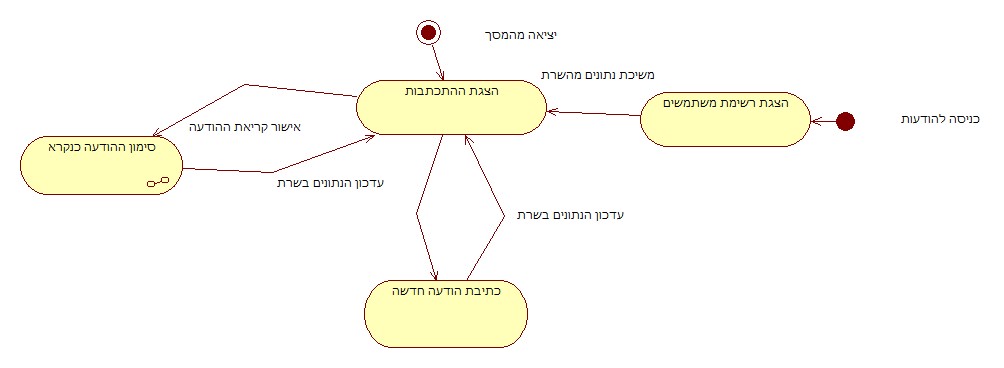 יציאה מהמסך
משיכת נתונים מהשרת
הצגת ההתכתבות
הצגת רשימת משתמשים
כניסה להודעות
אישור קריאת ההודעה
סימון ההודעה כנקרא
עדכון הנתונים בשרת
עדכון הנתונים בשרת
כתיבת הודעה חדשה